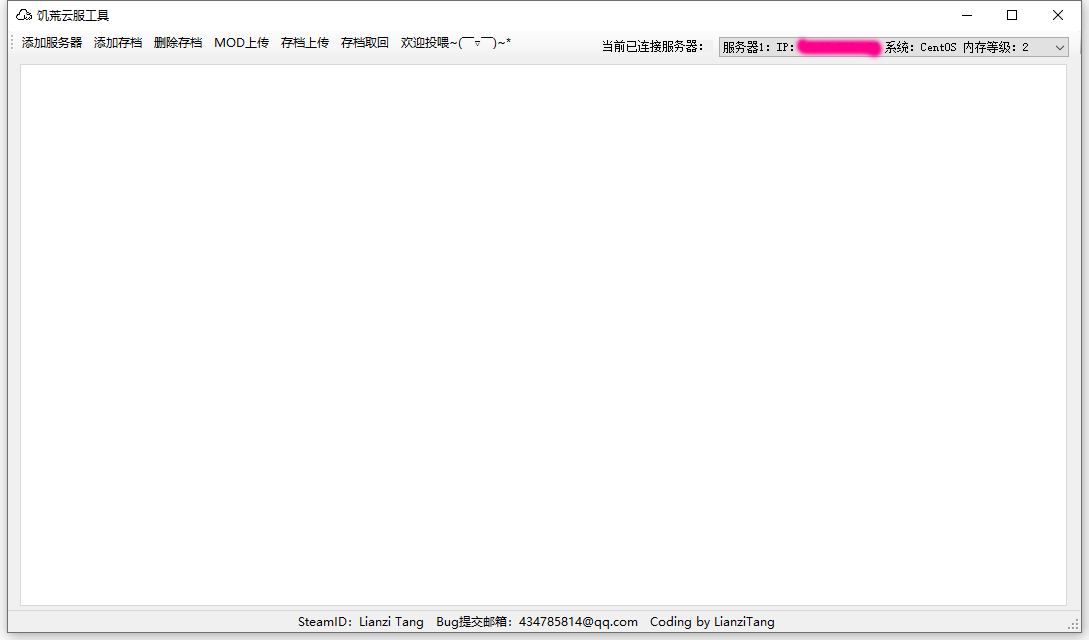 饥荒云服工具
添加服务器 添加存档 删除存档 MOD上传 存档上传 存档取回 欢迎投喂~(￣▽￣)~* 当前已连接服务器： 服务器1: IP: 系统: CentOS 内存等级: 2
SteamID：Lianzi Tang Bug提交邮箱：434785814@qq.com Coding by LianziTang